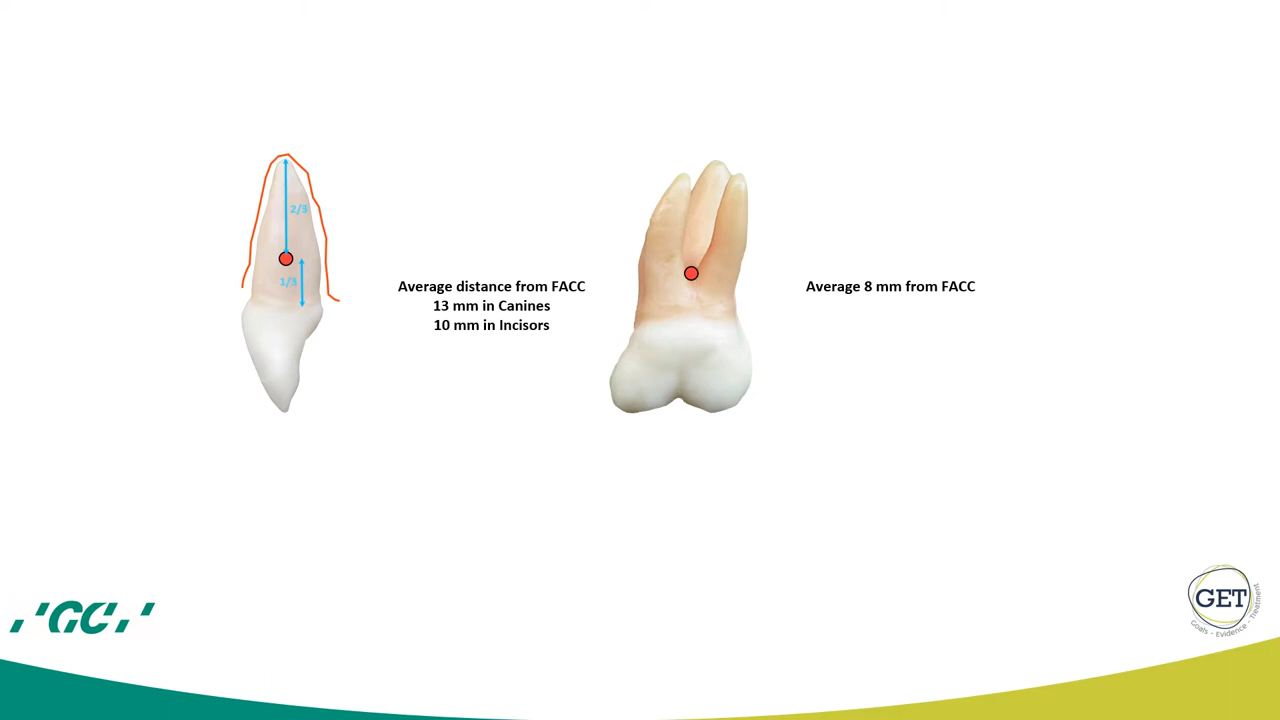 2/3
1/3
Average distance from FACC
13 mm in Canines
10 mm in Incisors
Average 8 mm from FACC
GC
GET
Goals - Evidence - Treatment